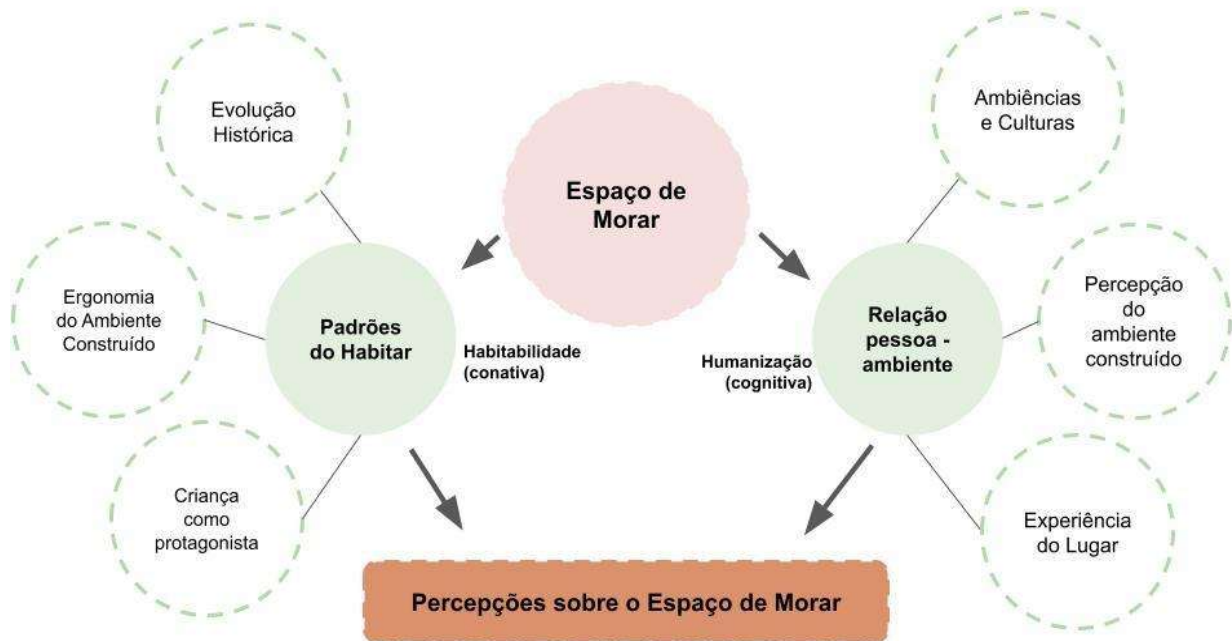 Evolução
Histórica
Ambiências
e Culturas
Espaço de
Morar
Ergonomia
do Ambiente
Construído
Padrões
do Habitar
Habitabilidade
(conativa)
Humanização
(cognitiva)
Relação
pessoa -
ambiente
Percepção
do
ambiente
construído
Criança
como
protagonista
Experiência
do Lugar
Percepções sobre o Espaço de Morar